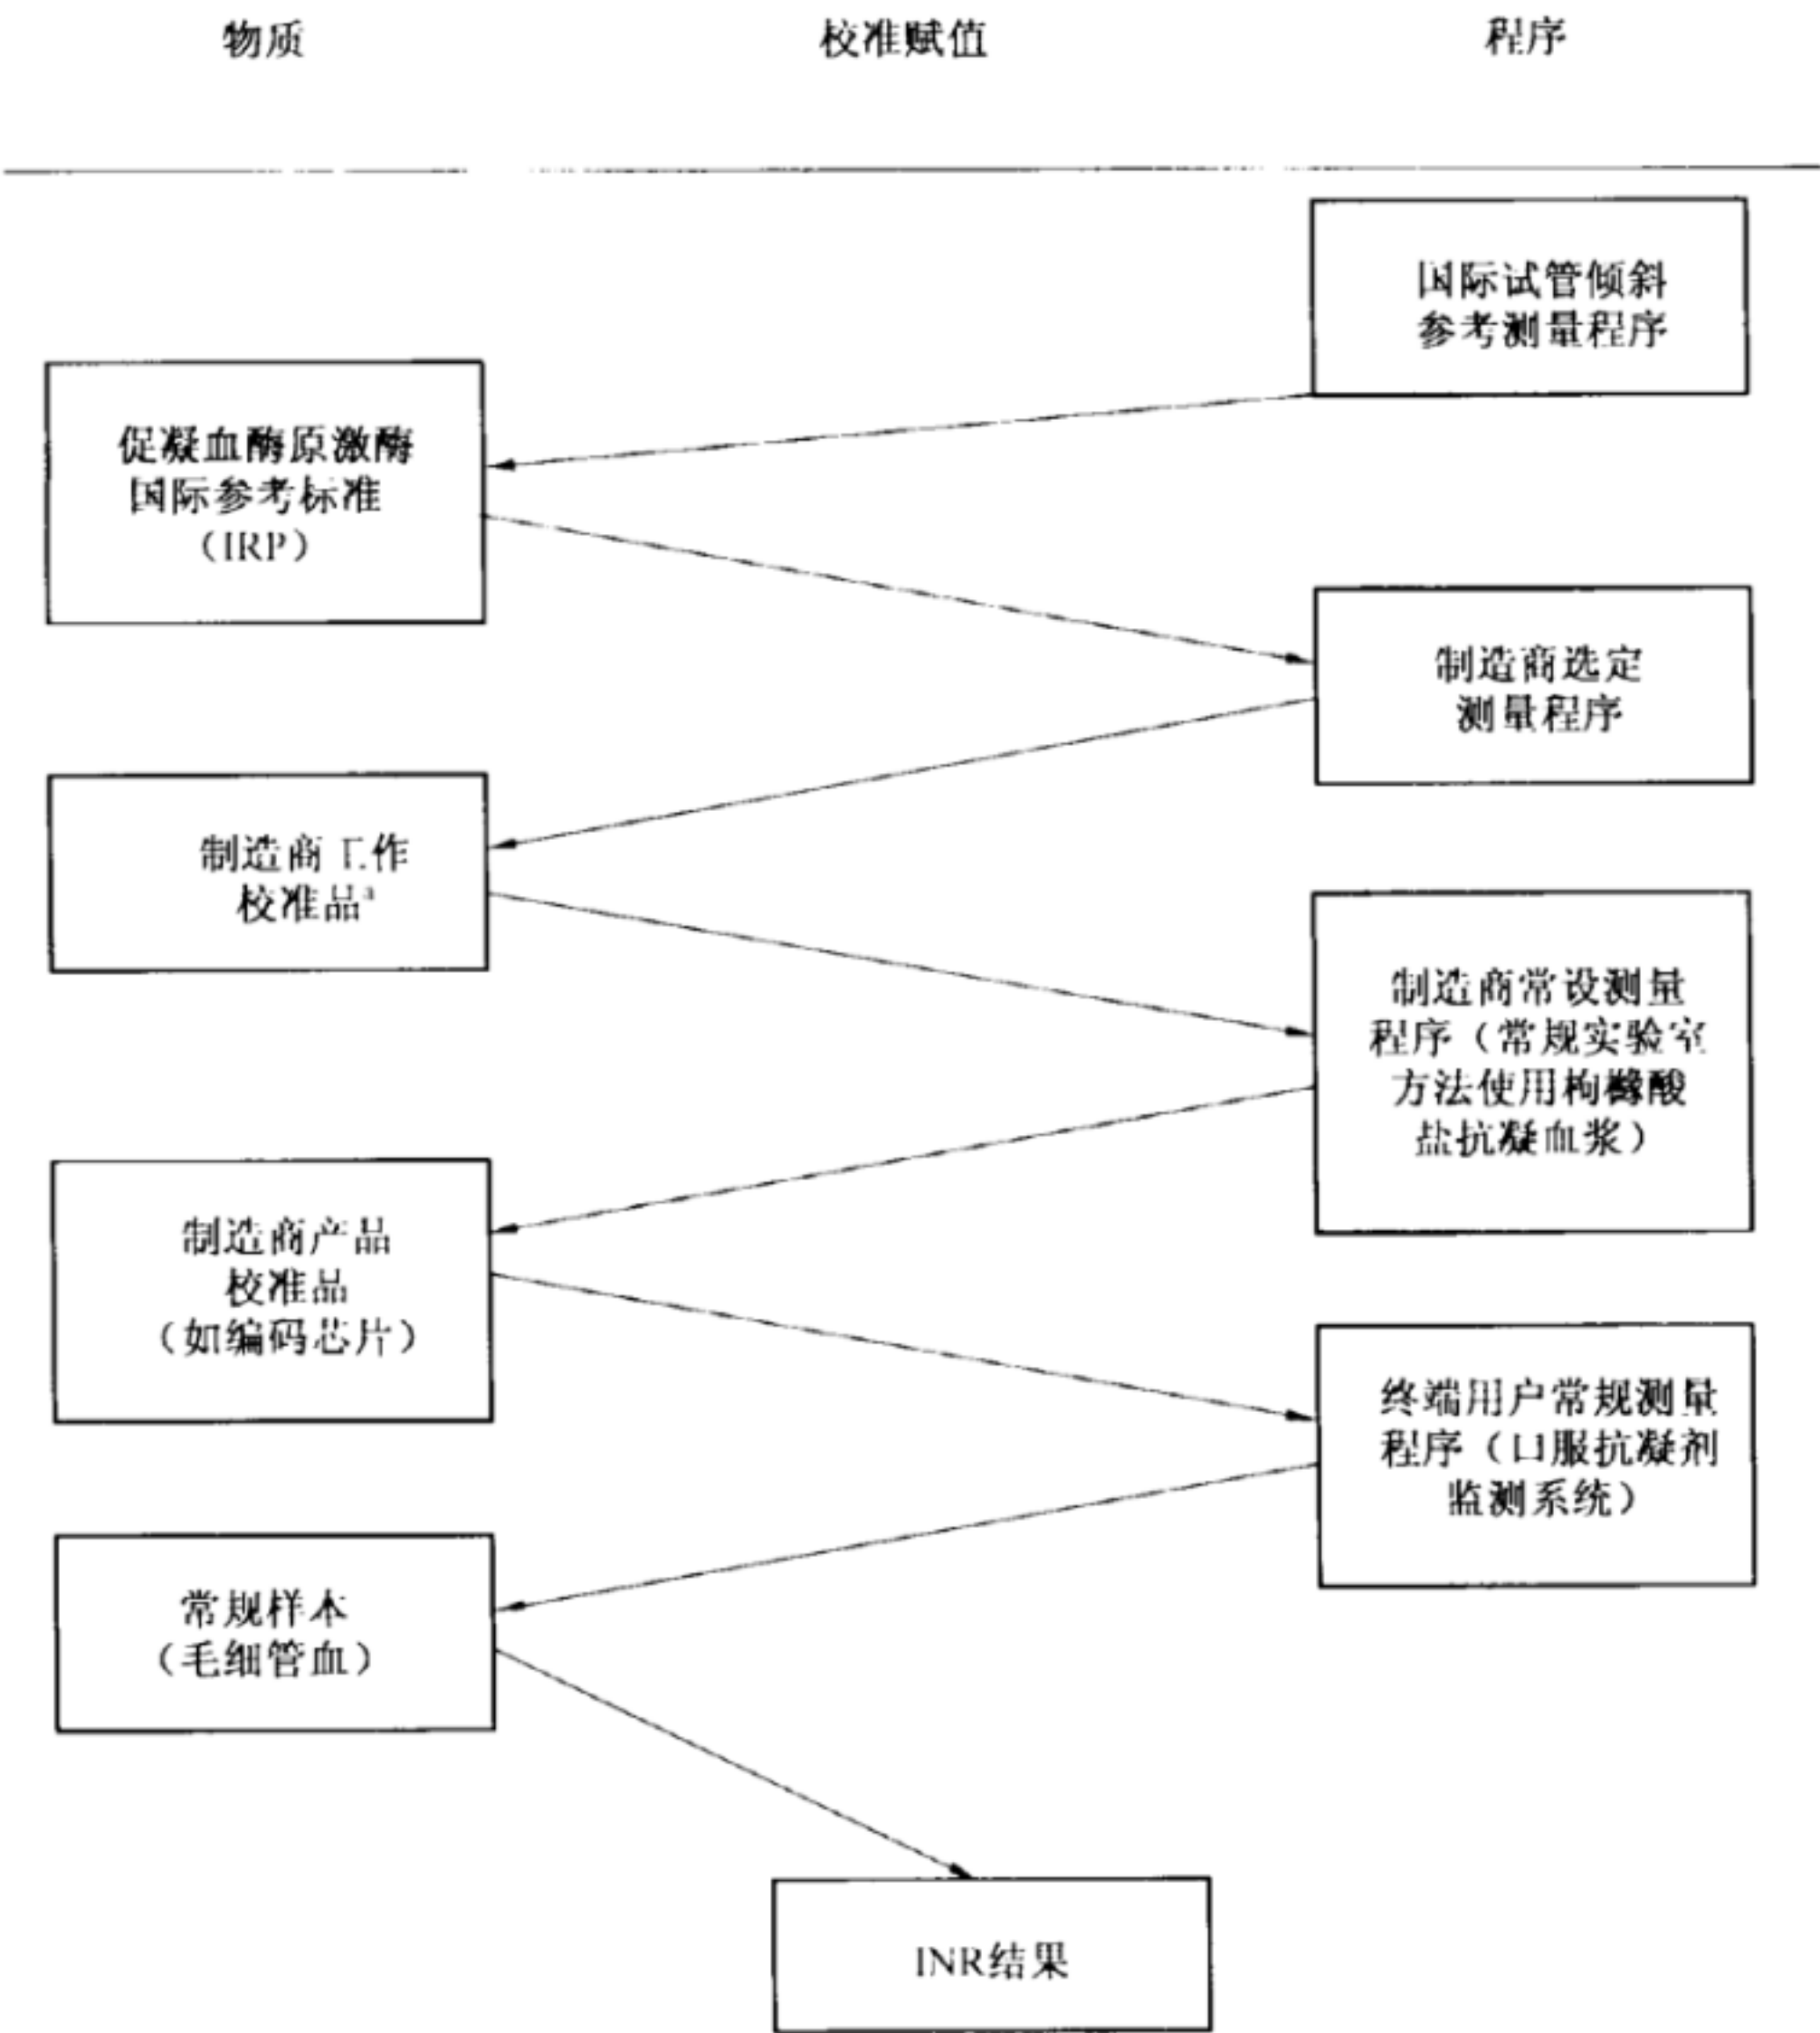 物质 校准赋值 程序
国际试管倾斜
参考测量程序
促凝血酶原激酶
国际参考标准
（IRP）
制造商选定
测量程序
制造商工作
校准品a
制造商常设测量
程序（常规实验室
方法使用枸橼酸
盐抗凝血浆）
制造商产品
校准品
（如编码芯片）
终端用户常规测量
程序（口服抗凝剂
监测系统）
常规样本
（毛细管血）
INR结果